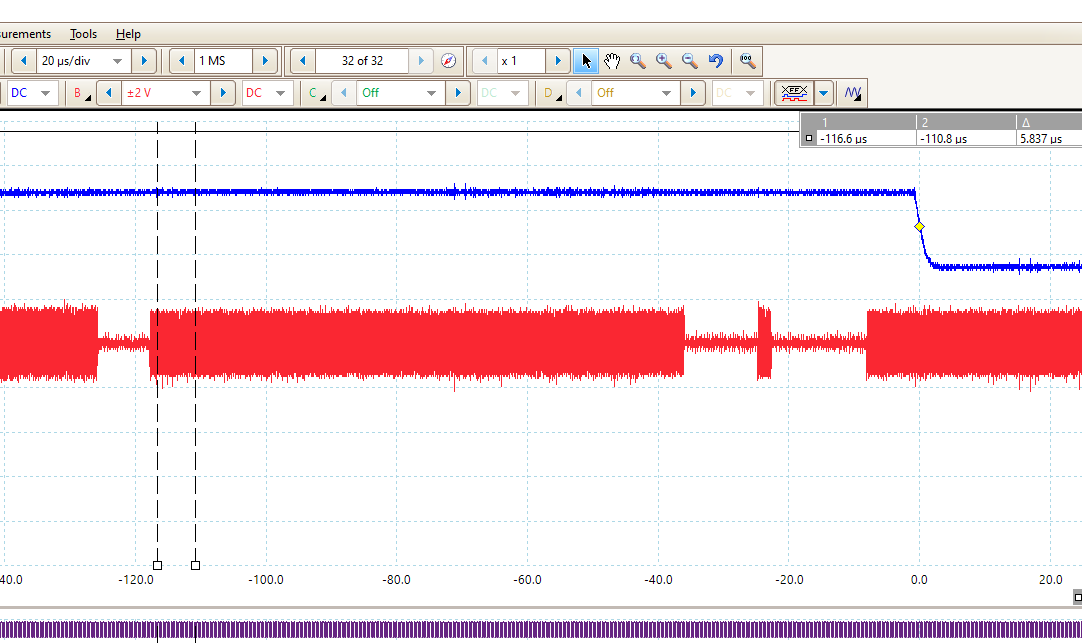 urements Tools Help
20 µs/div 1 MS 32 of 32 x 1
DC B ±2 V DC C Off DC D Off DC
1 2 Δ
-116.6 µs -110.8 µs 5.837 µs
40.0 -120.0 -100.0 -80.0 -60.0 -40.0 -20.0 0.0 20.0